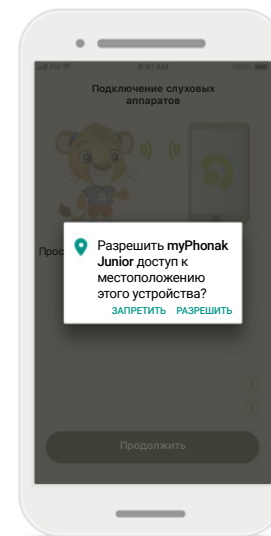 9:41 AM
100%
Подключение слуховых
аппаратов
Прос
Разрешить myPhonak
Junior доступ к
местоположению
этого устройства?
ЗАПРЕТИТЬ РАЗРЕШИТЬ
Продолжить